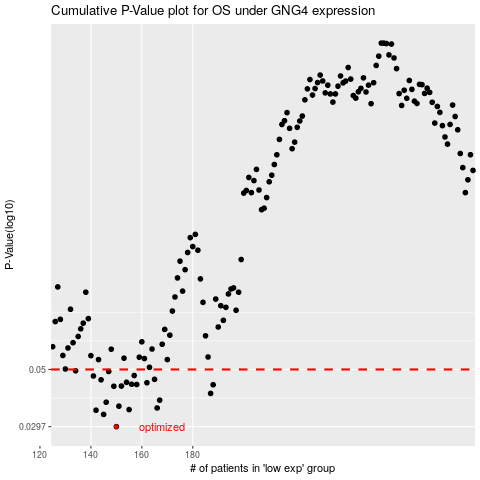 Cumulative P-Value plot for OS under GNG4 expression
P-Value(log10)
0.05
0.0297
optimized
120 140 160 180
# of patients in 'low exp' group